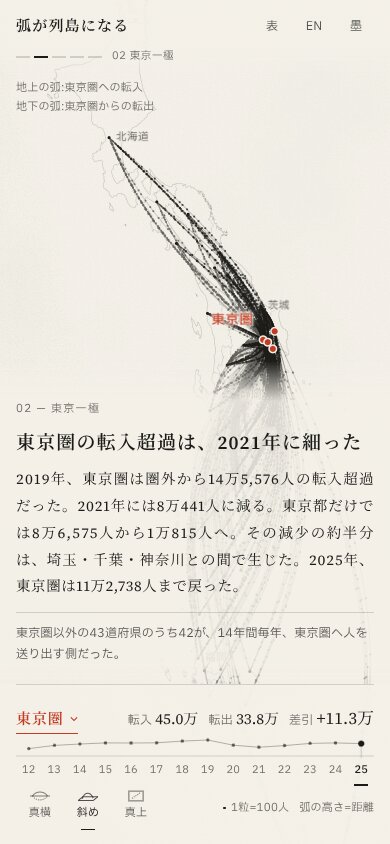 弧が列島になる
表 EN 墨
02 東京一極
地上の弧:東京圏への転入
地下の弧:東京圏からの転出
北海道
茨城
東京圏
02 — 東京一極
東京圏の転入超過は、2021年に細った
2019年、東京圏は圏外から14万5,576人の転入超過
だった。2021年には8万441人に減る。東京都だけで
は8万6,575人から1万815人へ。その減少の約半分
は、埼玉・千葉・神奈川との間で生じた。2025年、
東京圏は11万2,738人まで戻った。
東京圏以外の43道府県のうち42が、14年間毎年、東京圏へ人を
送り出す側だった。
東京圏 転入 45.0万 転出 33.8万 差引 +11.3万
12 13 14 15 16 17 18 19 20 21 22 23 24 25
真横 斜め 真上
1粒=100人 弧の高さ=距離